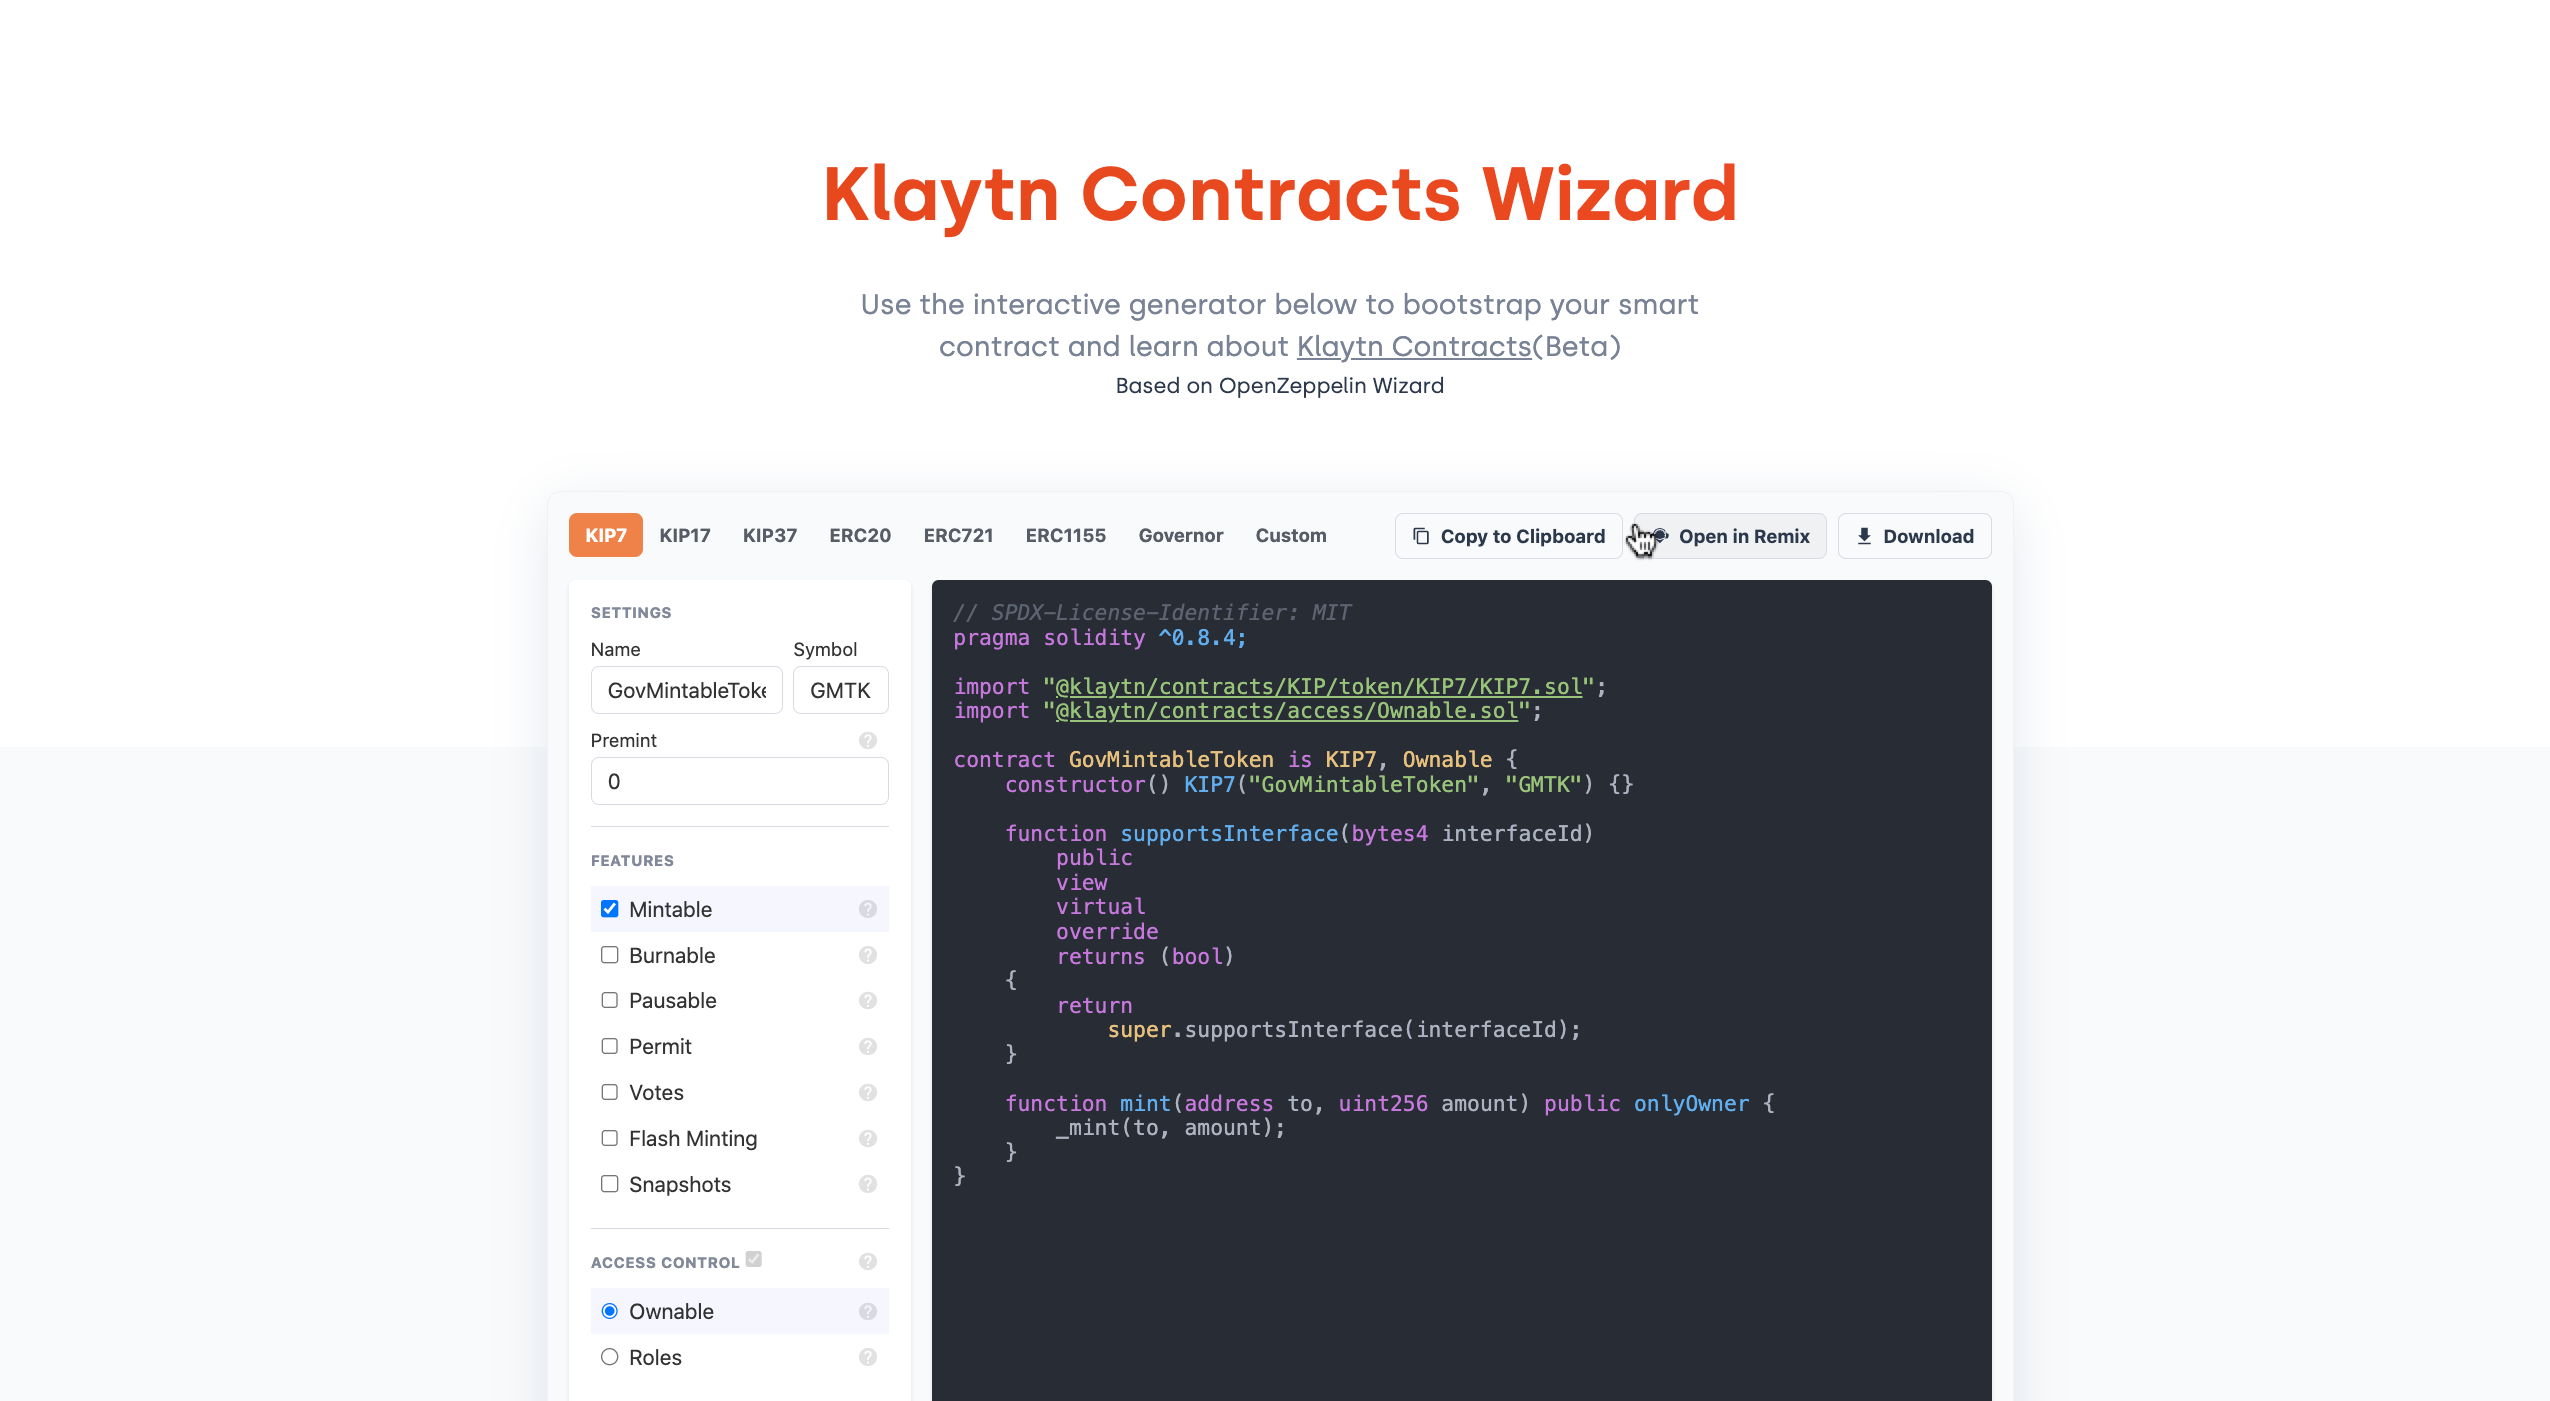 Klaytn Contracts Wizard
Use the interactive generator below to bootstrap your smart
contract and learn about Klaytn Contracts(Beta)
Based on OpenZeppelin Wizard
KIP7 KIP17 KIP37 ERC20 ERC721 ERC1155 Governor Custom Copy to Clipboard Open in Remix Download
SETTINGS
Name Symbol
GovMintableToke GMTK
Premint ?
0
FEATURES
Mintable ?
Burnable ?
Pausable ?
Permit ?
Votes ?
Flash Minting ?
Snapshots ?
ACCESS CONTROL ?
Ownable ?
Roles ?
// SPDX-License-Identifier: MIT
pragma solidity ^0.8.4;
import "@klaytn/contracts/KIP/token/KIP7/KIP7.sol";
import "@klaytn/contracts/access/Ownable.sol";
contract GovMintableToken is KIP7, Ownable {
    constructor() KIP7("GovMintableToken", "GMTK") {}
    function supportsInterface(bytes4 interfaceId)
        public
        view
        virtual
        override
        returns (bool)
    {
        return
            super.supportsInterface(interfaceId);
    }
    function mint(address to, uint256 amount) public onlyOwner {
        _mint(to, amount);
    }
}